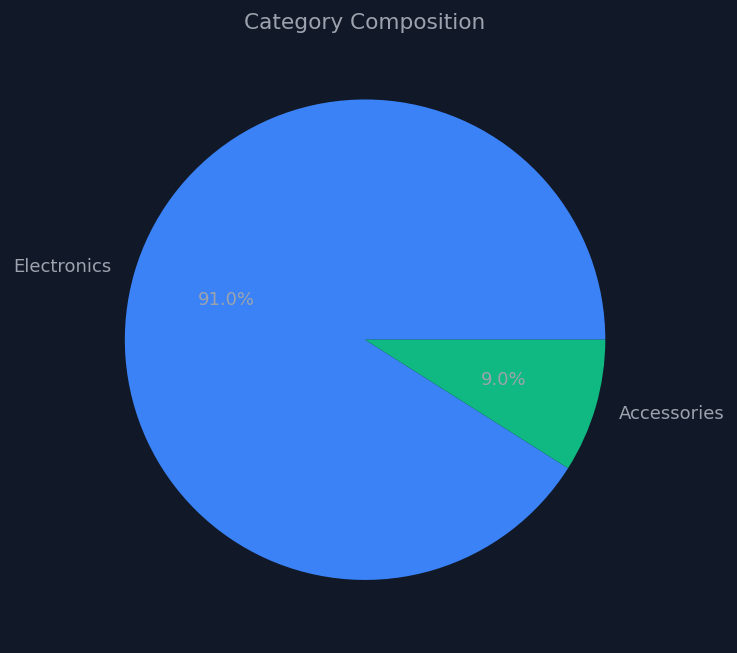 Category Composition
Electronics
91.0%
9.0%
Accessories